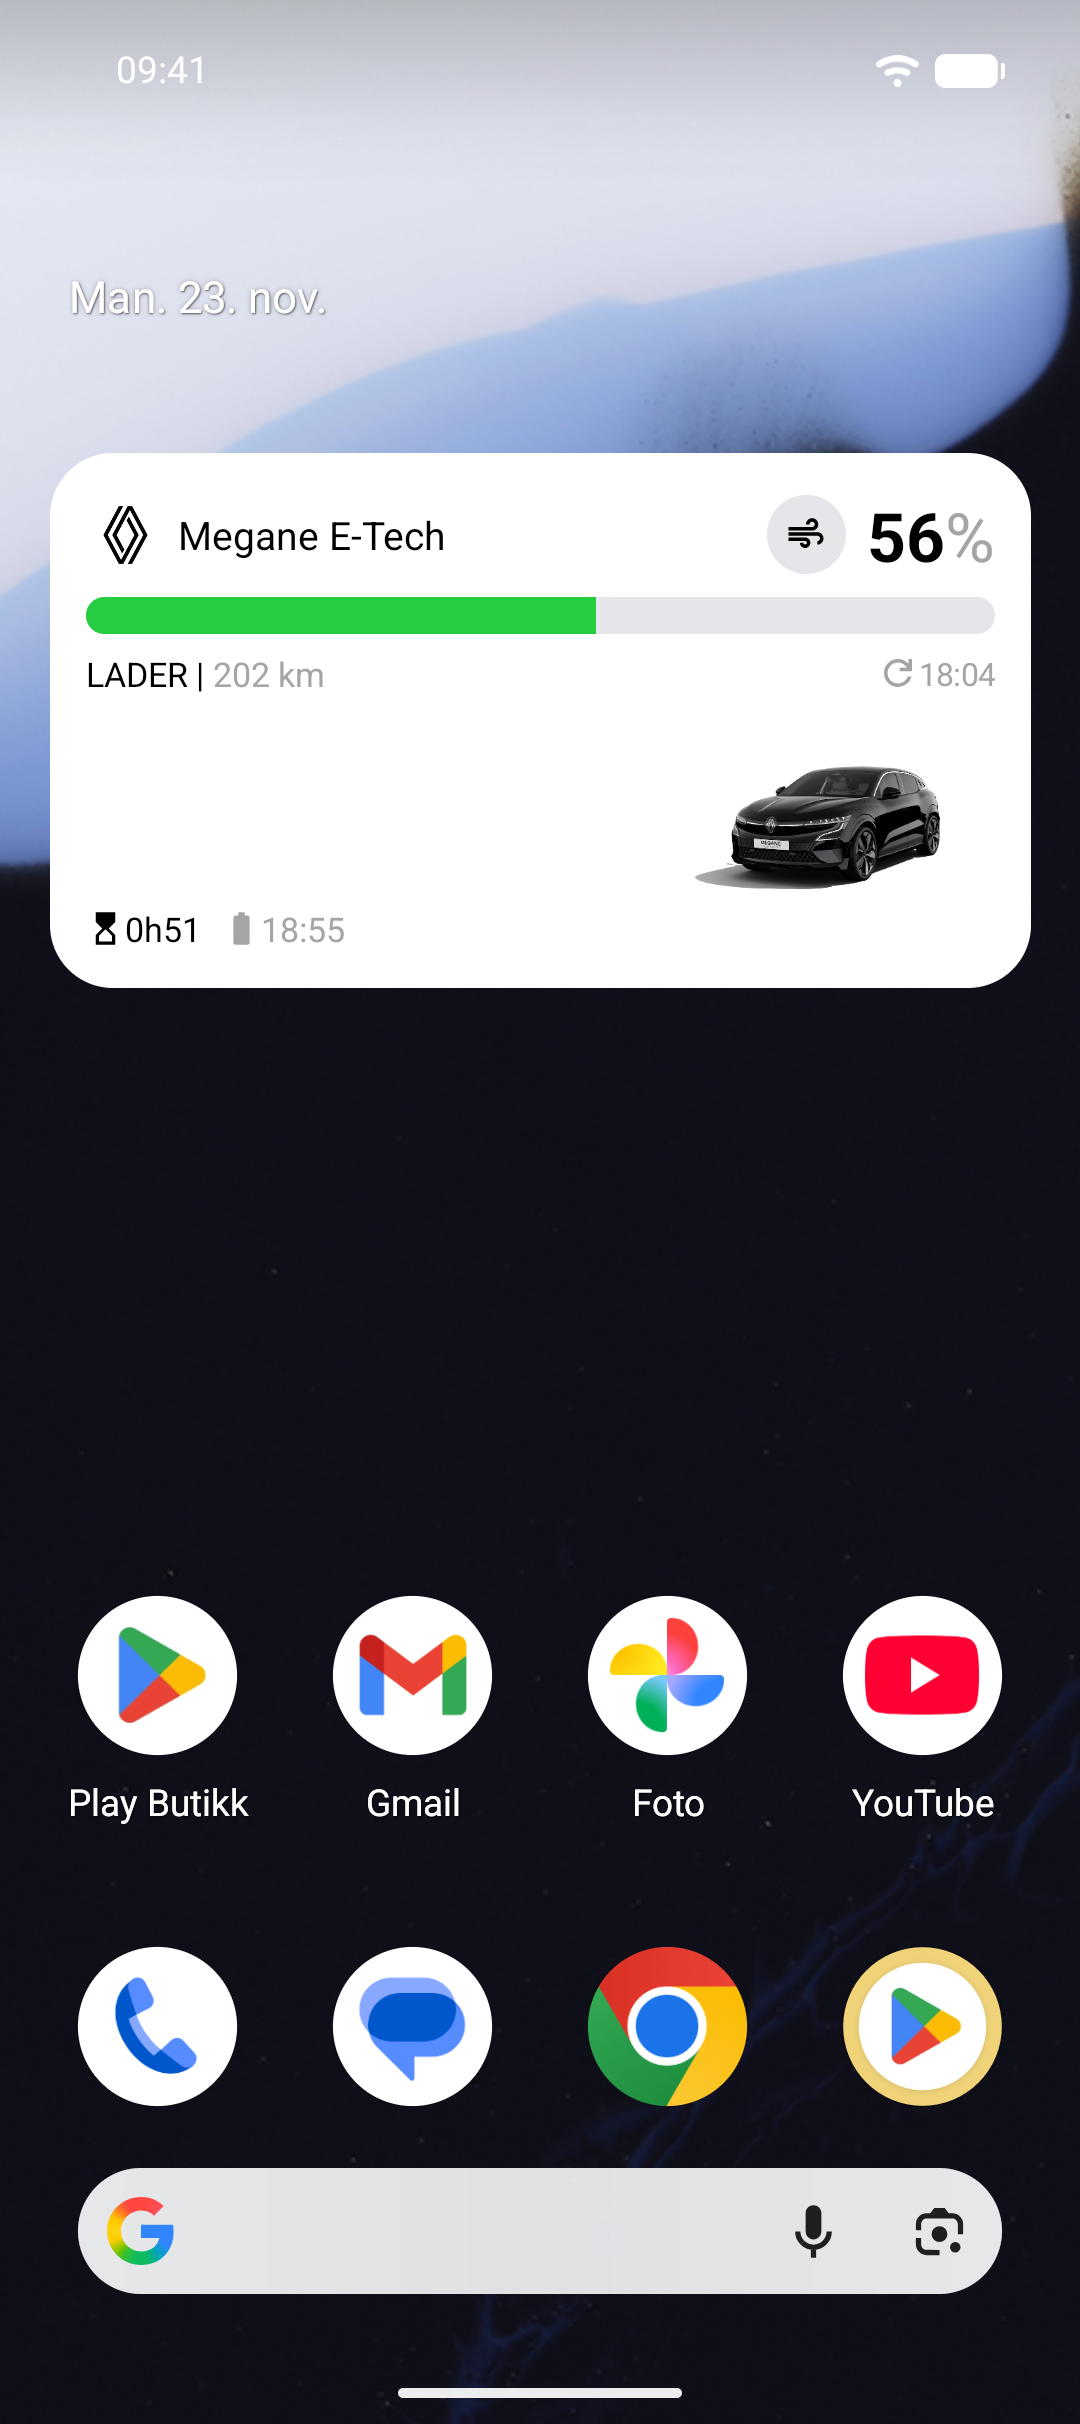 09:41
Man. 23. nov.
Megane E-Tech
56%
LADER | 202 km
18:04
MEGANE
0h51
18:55
Play Butikk
Gmail
Foto
YouTube